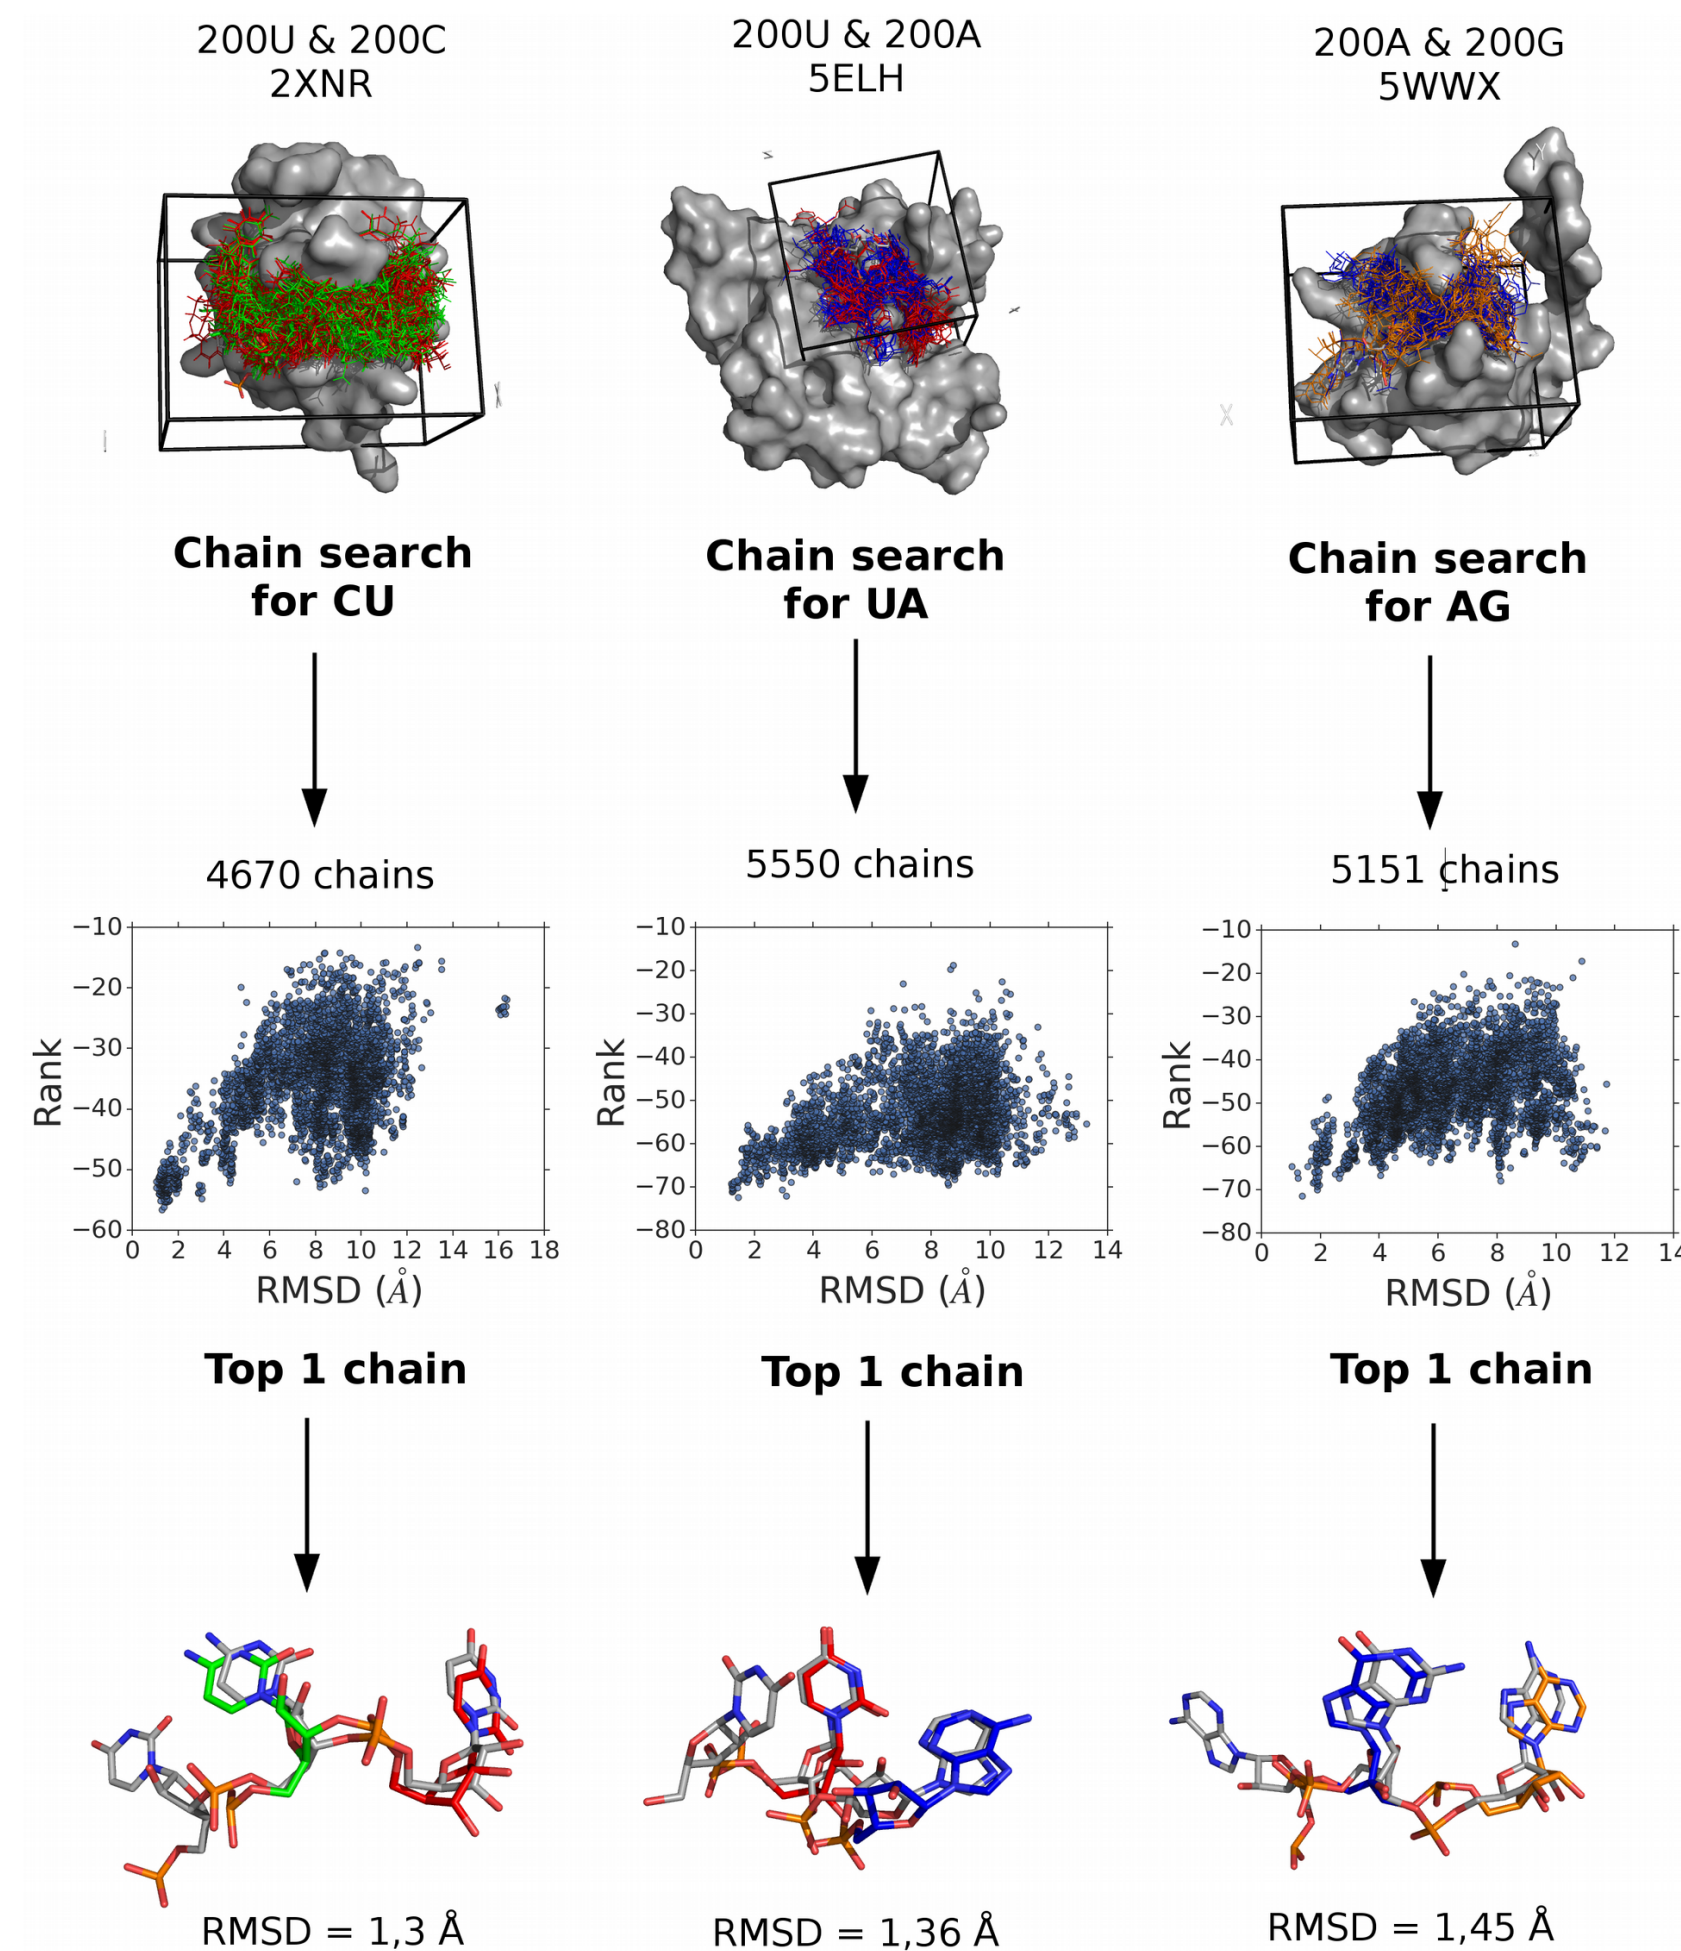 200U & 200C
2XNR
200U & 200A
5ELH
200A & 200G
5WWX
Y
X
X
Chain search
for CU
Chain search
for UA
Chain search
for AG
4670 chains
5550 chains
5151 chains
−10
−20
−30
−40
−50
−60
Rank
0 2 4 6 8 10 12 14 16 18
RMSD (Å)
−10
−20
−30
−40
−50
−60
−70
−80
Rank
0 2 4 6 8 10 12 14
RMSD (Å)
−10
−20
−30
−40
−50
−60
−70
−80
Rank
0 2 4 6 8 10 12 14
RMSD (Å)
Top 1 chain
Top 1 chain
Top 1 chain
RMSD = 1,3 Å
RMSD = 1,36 Å
RMSD = 1,45 Å